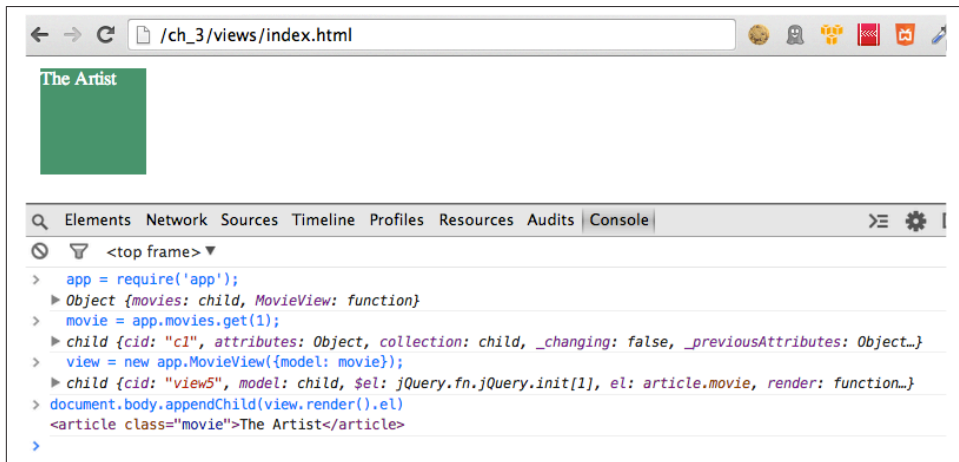 /ch_3/views/index.html
The Artist
Elements Network Sources Timeline Profiles Resources Audits Console
<top frame> ▼
> app = require('app');
▶ Object {movies: child, MovieView: function}
> movie = app.movies.get(1);
▶ child {cid: "c1", attributes: Object, collection: child, _changing: false, _previousAttributes: Object…}
> view = new app.MovieView({model: movie});
▶ child {cid: "view5", model: child, $el: jQuery.fn.jQuery.init[1], el: article.movie, render: function…}
> document.body.appendChild(view.render().el)
<article class="movie">The Artist</article>
>